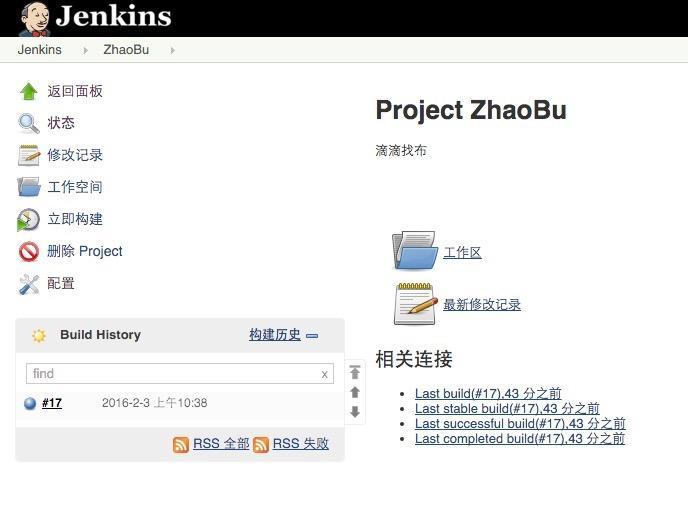 Jenkins
Jenkins ZhaoBu
返回面板
状态
修改记录
工作空间
立即构建
删除 Project
配置
Build History 构建历史
find x
#17 2016-2-3 上午10:38
RSS 全部 RSS 失败
Project ZhaoBu
滴滴找布
工作区
最新修改记录
相关连接
Last build(#17),43 分之前
Last stable build(#17),43 分之前
Last successful build(#17),43 分之前
Last completed build(#17),43 分之前